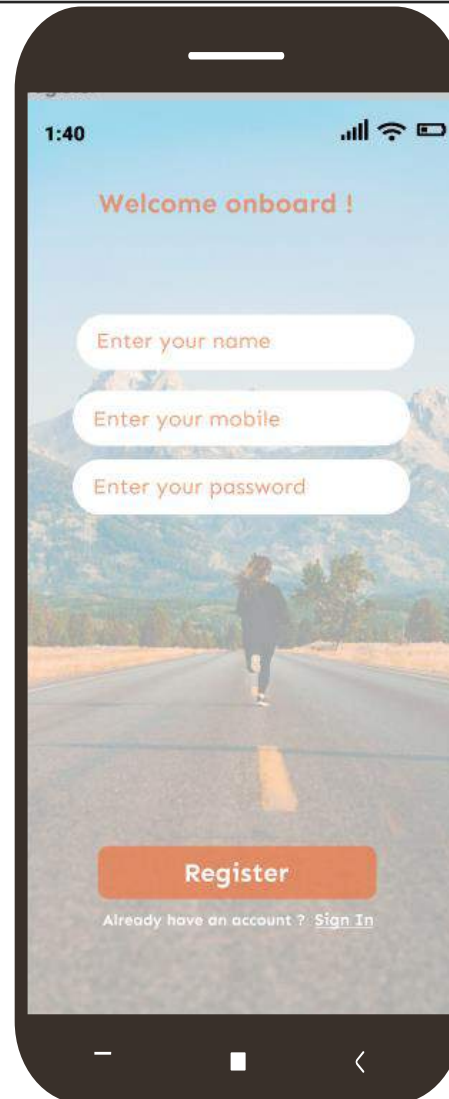 1:40
Welcome onboard !
Enter your name
Enter your mobile
Enter your password
Register
Already have an account ? Sign In